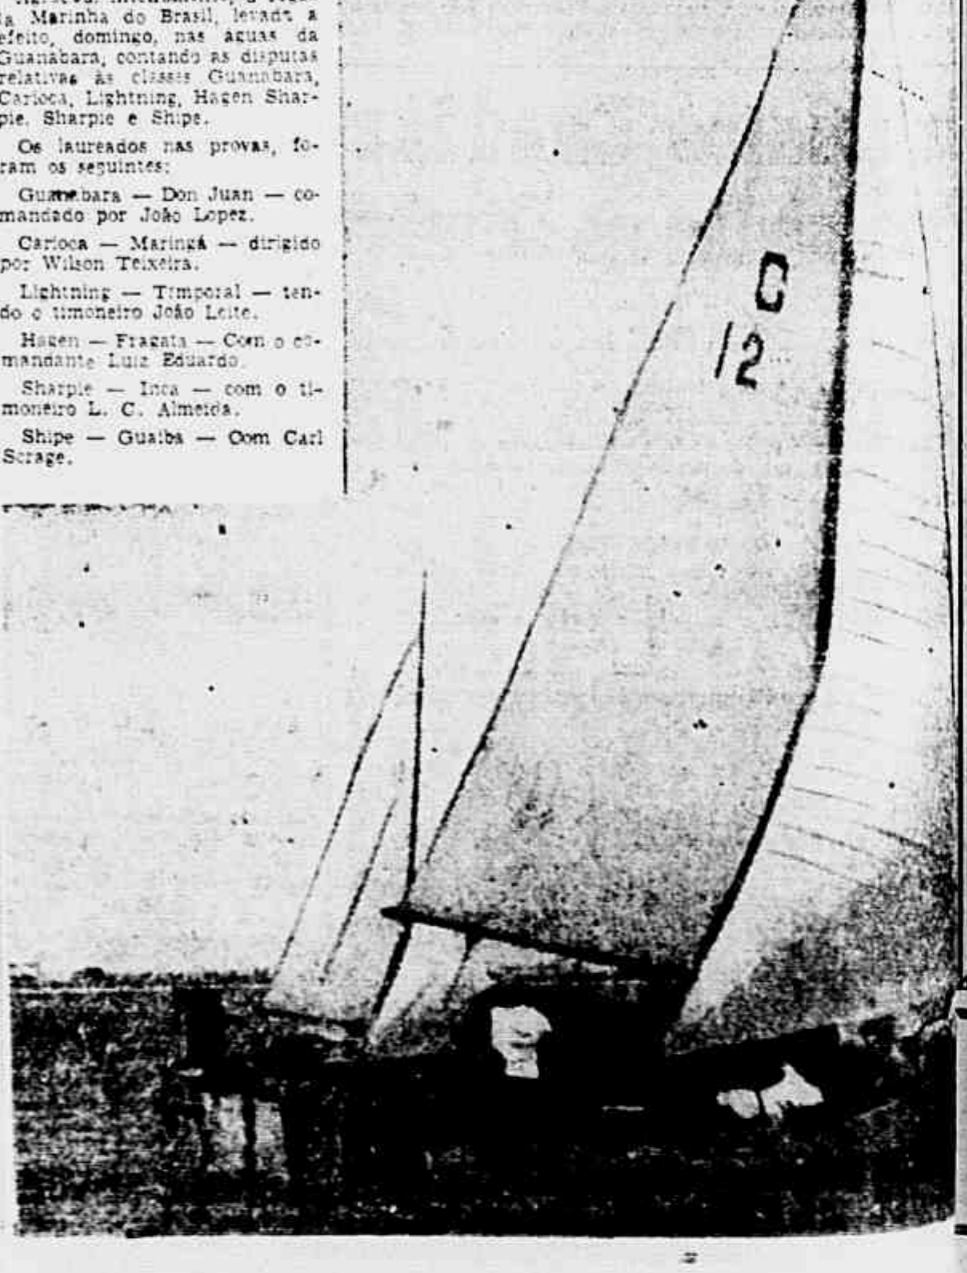 da Marinha do Brasil, levada a
efeito, domingo, nas aguas da
Guanabara, contando as disputas
relativas às classes Guanabara,
Carioca, Lightning, Hagen Shar-
pie, Sharpie e Shipe.
Os laureados nas provas, fo-
ram os seguintes:
Guanabara — Don Juan — co-
mandado por João Lopez.
Carioca — Maringá — dirigido
por Wilson Teixeira.
Lightning — Temporal — ten-
do o timoneiro João Leite.
Hagen — Fragata — Com o co-
mandante Luiz Eduardo.
Sharpie — Inca — com o ti-
moneiro L. C. Almeida.
Shipe — Guaiba — Com Carl
Scrage.
12